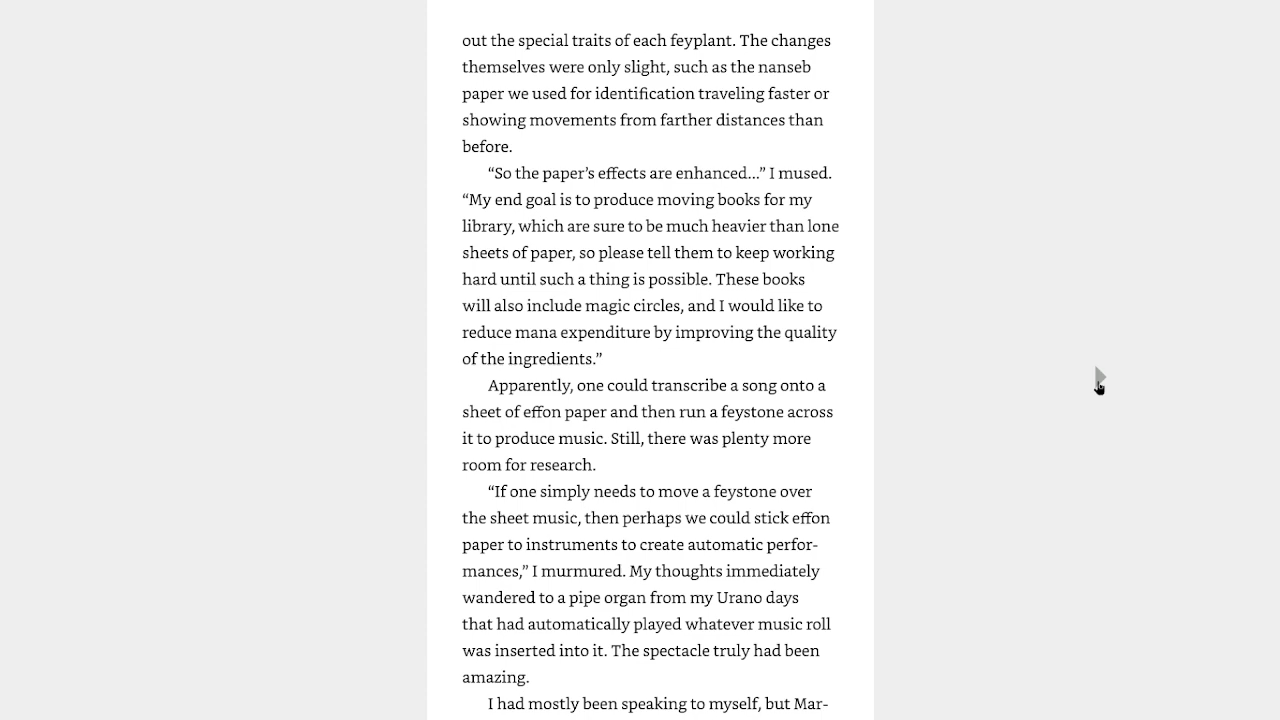 out the special traits of each feyplant. The changes
themselves were only slight, such as the nanseb
paper we used for identification traveling faster or
showing movements from farther distances than
before.
“So the paper’s effects are enhanced...” I mused.
“My end goal is to produce moving books for my
library, which are sure to be much heavier than lone
sheets of paper, so please tell them to keep working
hard until such a thing is possible. These books
will also include magic circles, and I would like to
reduce mana expenditure by improving the quality
of the ingredients.”
Apparently, one could transcribe a song onto a
sheet of effon paper and then run a feystone across
it to produce music. Still, there was plenty more
room for research.
“If one simply needs to move a feystone over
the sheet music, then perhaps we could stick effon
paper to instruments to create automatic perfor-
mances,” I murmured. My thoughts immediately
wandered to a pipe organ from my Urano days
that had automatically played whatever music roll
was inserted into it. The spectacle truly had been
amazing.
I had mostly been speaking to myself, but Mar-